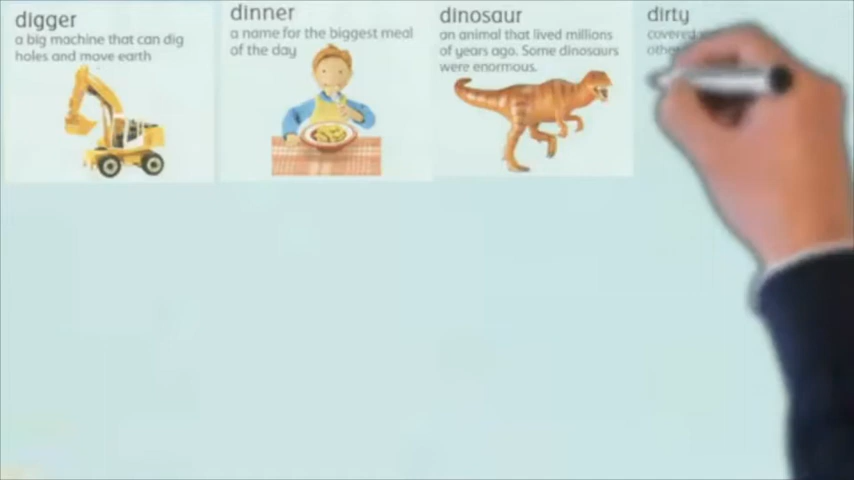 digger
a big machine that can dig
holes and move earth
dinner
a name for the biggest meal
of the day
dinosaur
an animal that lived millions
of years ago. Some dinosaurs
were enormous.
dirty
covered